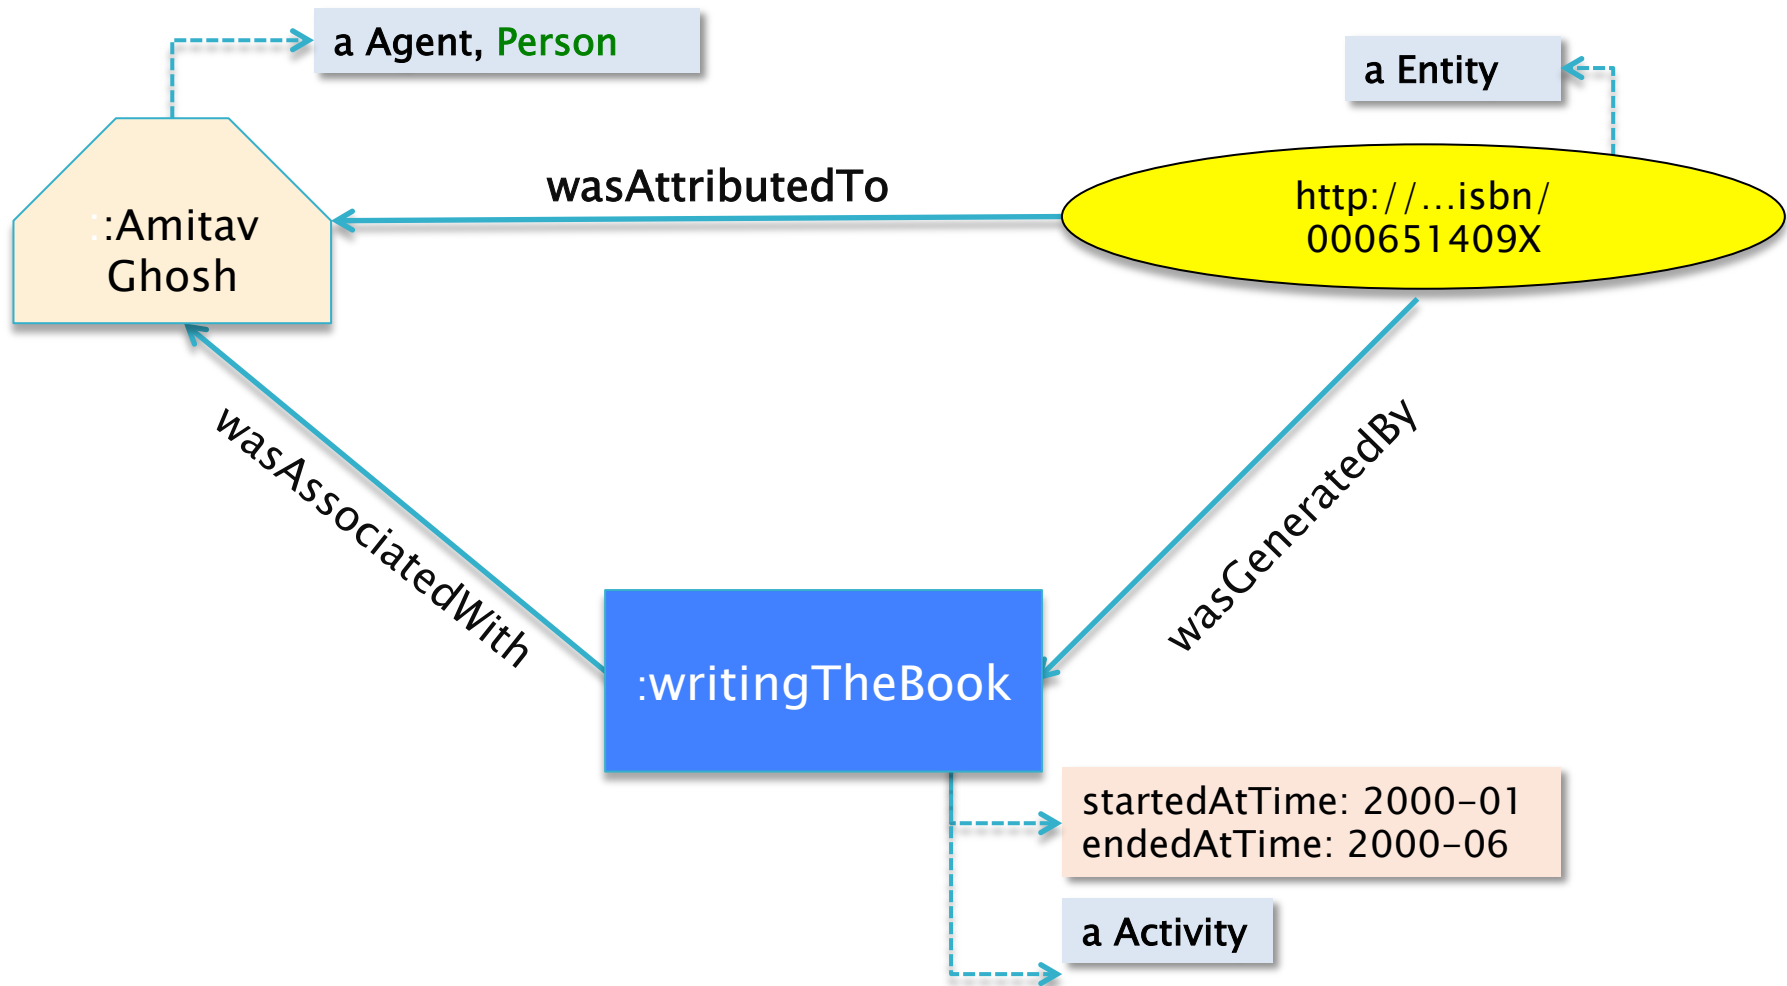 a Agent, Person
a Entity
wasAttributedTo
http://...isbn/
000651409X
::Amitav
Ghosh
wasAssociatedWith
wasGeneratedBy
:writingTheBook
startedAtTime: 2000-01
endedAtTime: 2000-06
a Activity